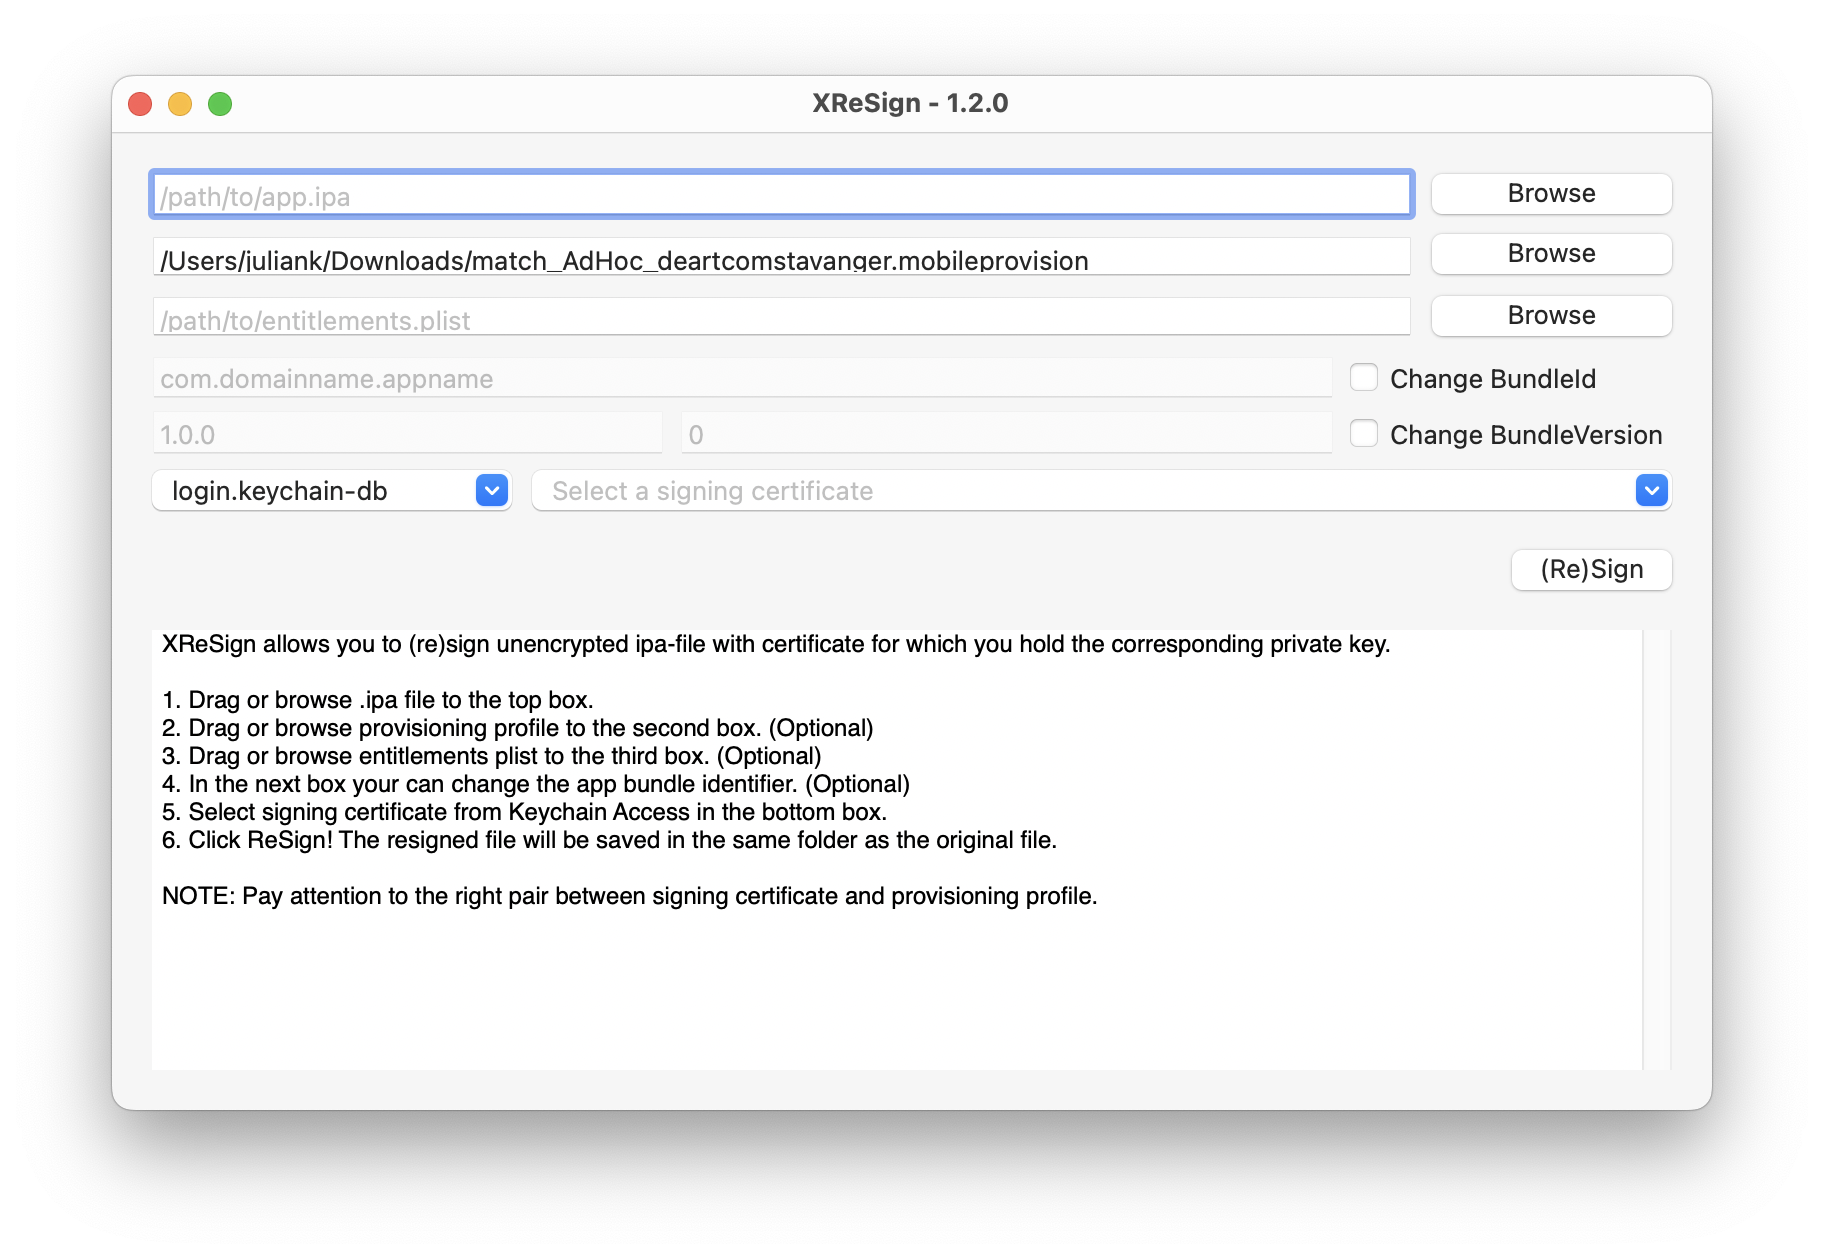 XReSign - 1.2.0
/path/to/app.ipa
Browse
/Users/juliank/Downloads/match_AdHoc_deartcomstavanger.mobileprovision
Browse
/path/to/entitlements.plist
Browse
com.domainname.appname
Change BundleId
1.0.0
0
Change BundleVersion
login.keychain-db
Select a signing certificate
(Re)Sign
XReSign allows you to (re)sign unencrypted ipa-file with certificate for which you hold the corresponding private key.
1. Drag or browse .ipa file to the top box.
2. Drag or browse provisioning profile to the second box. (Optional)
3. Drag or browse entitlements plist to the third box. (Optional)
4. In the next box your can change the app bundle identifier. (Optional)
5. Select signing certificate from Keychain Access in the bottom box.
6. Click ReSign! The resigned file will be saved in the same folder as the original file.
NOTE: Pay attention to the right pair between signing certificate and provisioning profile.